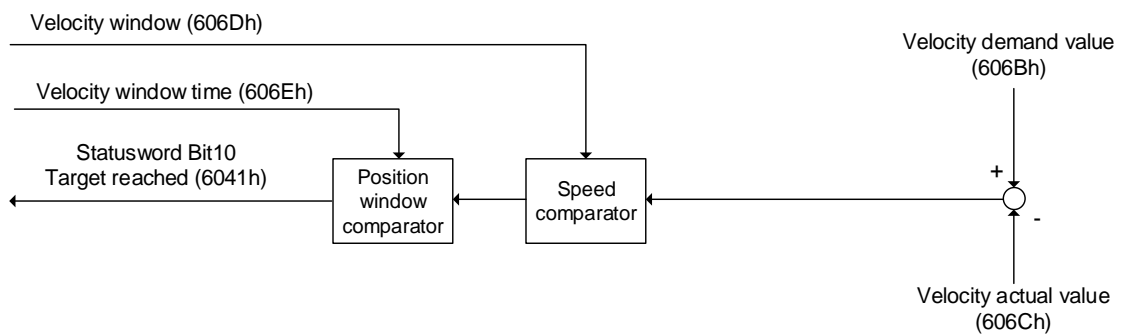 Velocity window (606Dh)
Velocity demand value
(606Bh)
Velocity window time (606Eh)
Statusword Bit10
Target reached (6041h)
Position
window
comparator
Speed
comparator
+
-
Velocity actual value
(606Ch)